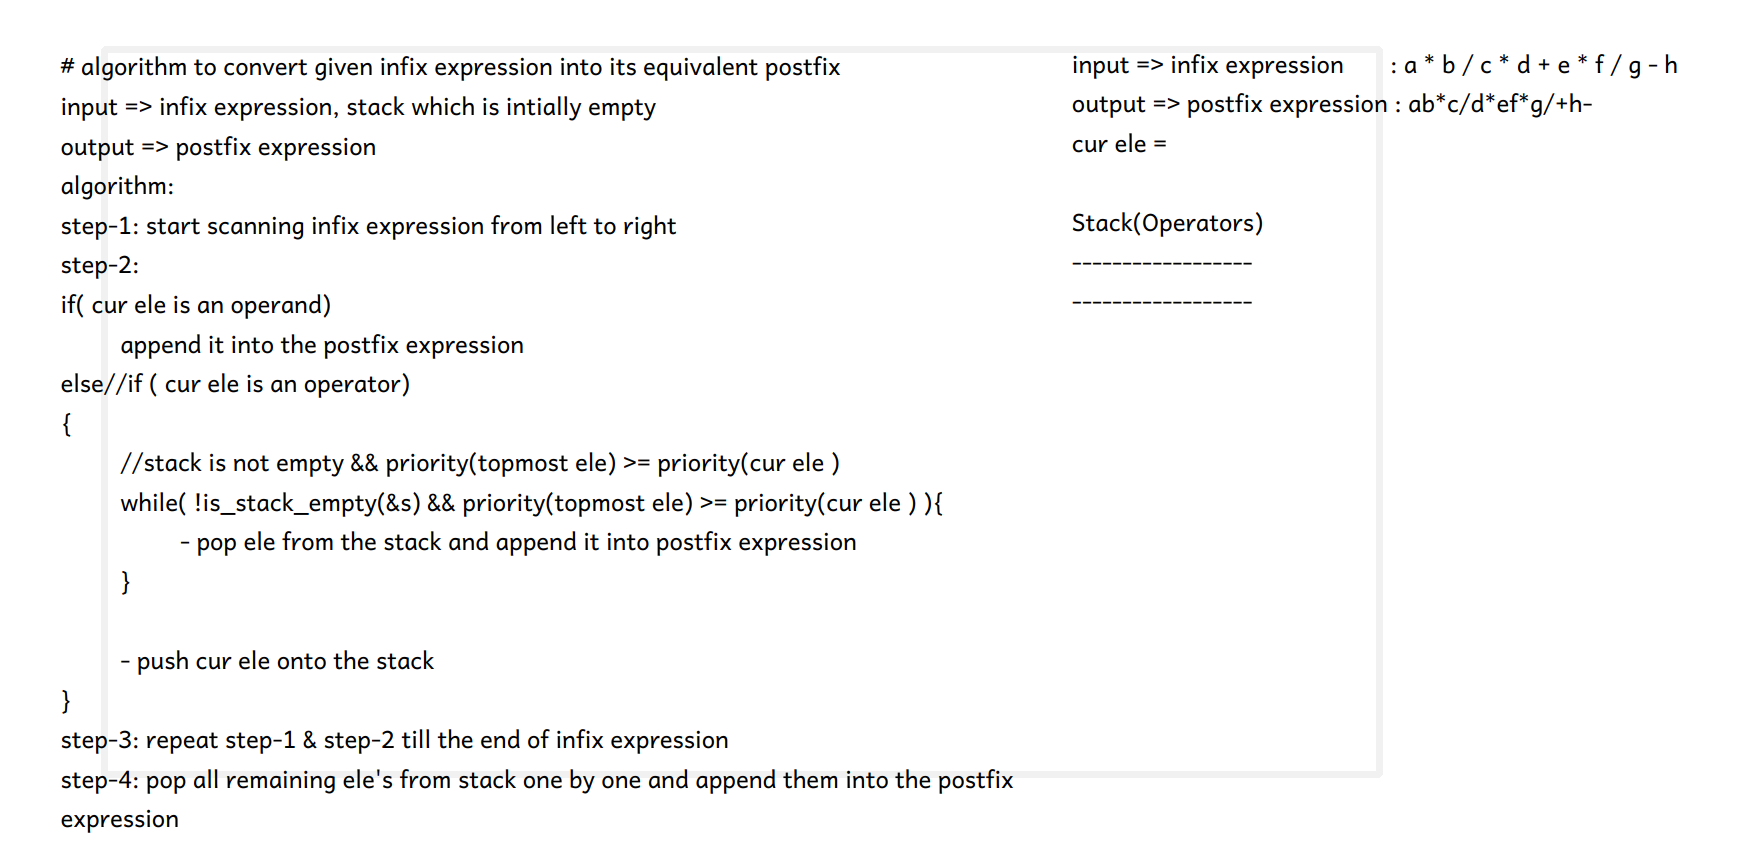 # algorithm to convert given infix expression into its equivalent postfix
input => infix expression, stack which is intially empty
output => postfix expression
algorithm:
step-1: start scanning infix expression from left to right
step-2:
if( cur ele is an operand)
append it into the postfix expression
else//if ( cur ele is an operator)
{
//stack is not empty && priority(topmost ele) >= priority(cur ele )
while( !is_stack_empty(&s) && priority(topmost ele) >= priority(cur ele ) ){
- pop ele from the stack and append it into postfix expression
}
- push cur ele onto the stack
}
step-3: repeat step-1 & step-2 till the end of infix expression
step-4: pop all remaining ele's from stack one by one and append them into the postfix
expression
input => infix expression : a * b / c * d + e * f / g - h
output => postfix expression : ab*c/d*ef*g/+h-
cur ele =
Stack(Operators)
------------------
------------------